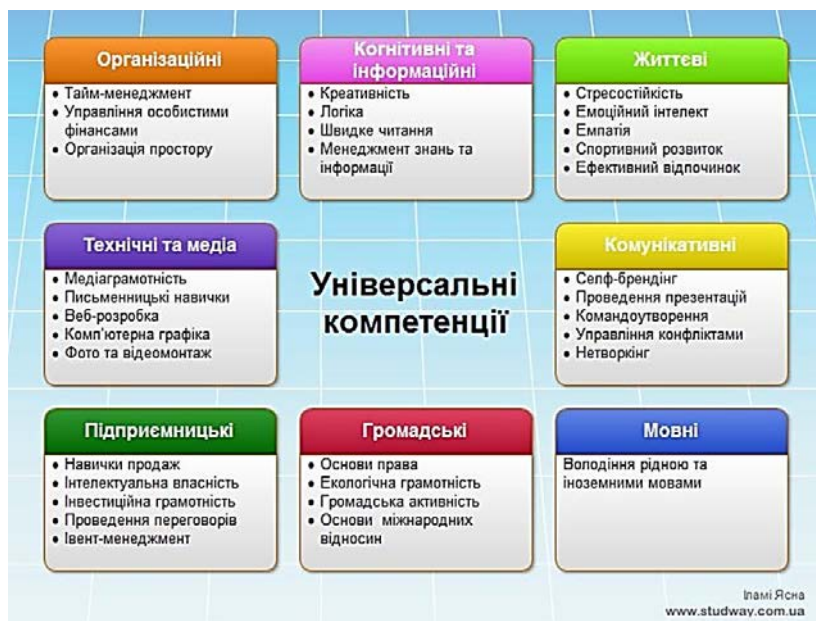 Організаційні
• Тайм-менеджмент
• Управління особистими
фінансами
• Організація простору
Когнітивні та
інформаційні
• Креативність
• Логіка
• Швидке читання
• Менеджмент знань та
інформації
Життєві
• Стресостійкість
• Емоційний інтелект
• Емпатія
• Спортивний розвиток
• Ефективний відпочинок
Технічні та медіа
• Медіаграмотність
• Письменницькі навички
• Веб-розробка
• Комп'ютерна графіка
• Фото та відеомонтаж
Універсальні
компетенції
Комунікативні
• Селф-брендінг
• Проведення презентацій
• Командоутворення
• Управління конфліктами
• Нетворкінг
Підприємницькі
• Навички продаж
• Інтелектуальна власність
• Інвестиційна грамотність
• Проведення переговорів
• Івент-менеджмент
Громадські
• Основи права
• Екологічна грамотність
• Громадська активність
• Основи міжнародних
відносин
Мовні
Володіння рідною та
іноземними мовами
Іламі Ясна
www.studway.com.ua